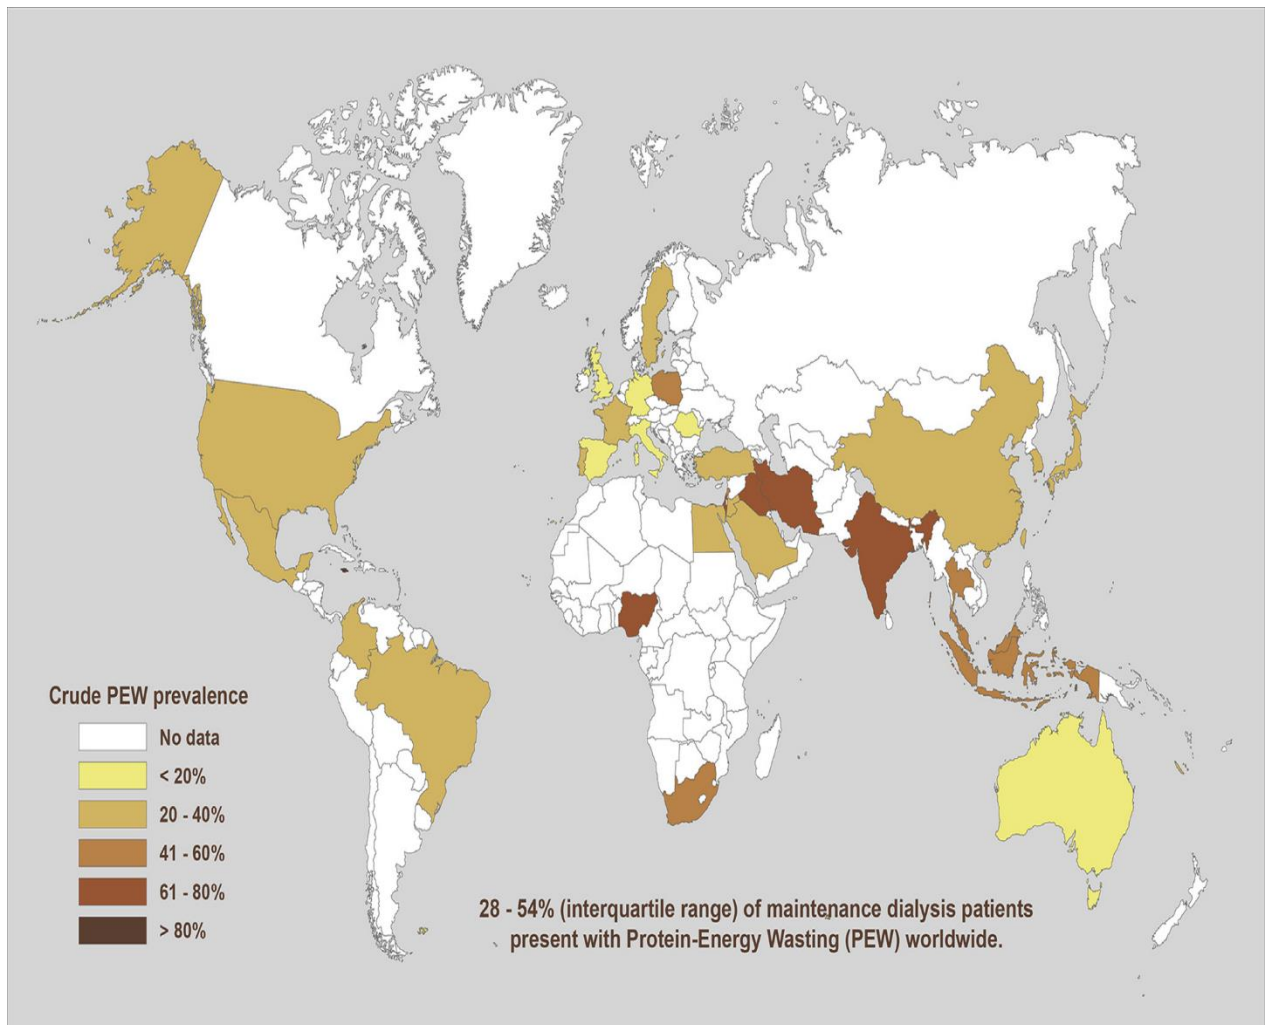 Crude PEW prevalence
No data
< 20%
20 - 40%
41 - 60%
61 - 80%
> 80%
28 - 54% (interquartile range) of maintenance dialysis patients
present with Protein-Energy Wasting (PEW) worldwide.